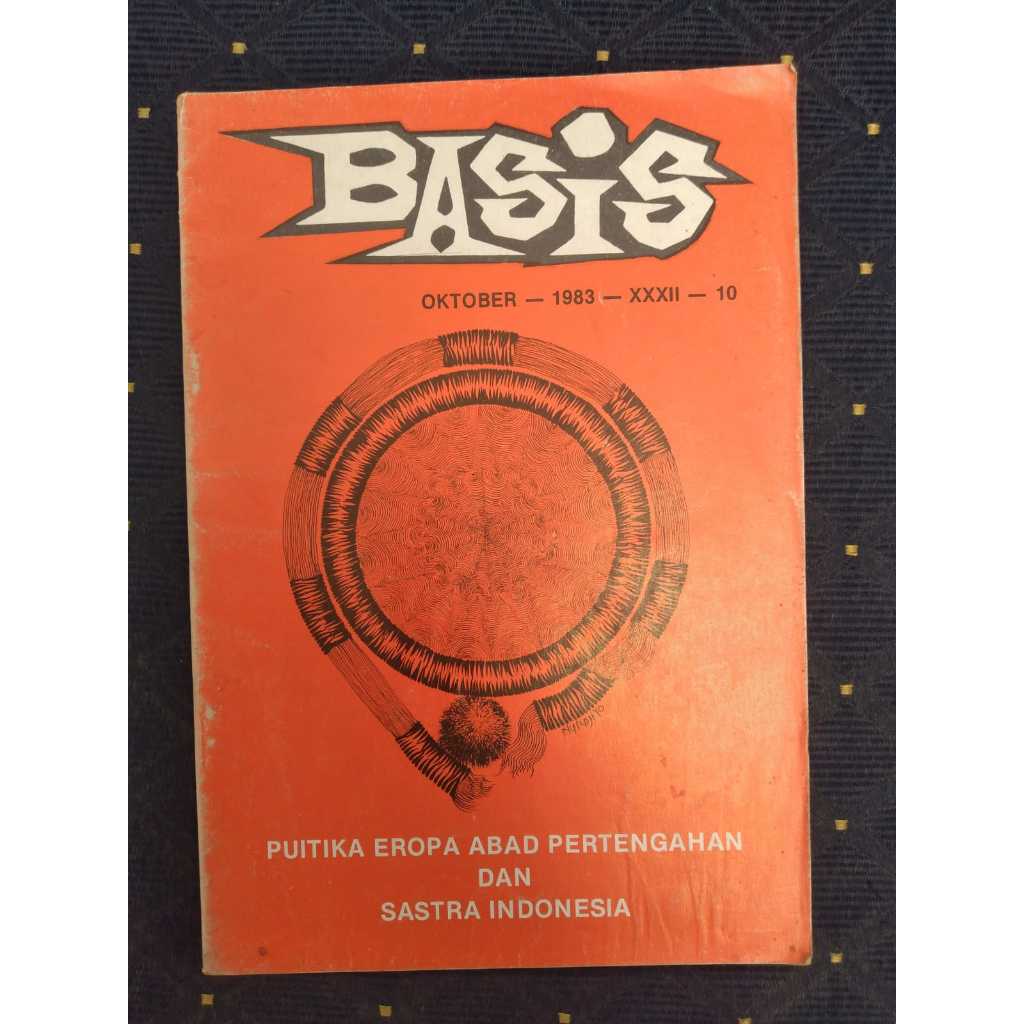 BASiS
OKTOBER — 1983 — XXXII — 10
PUITIKA EROPA ABAD PERTENGAHAN
DAN
SASTRA INDONESIA